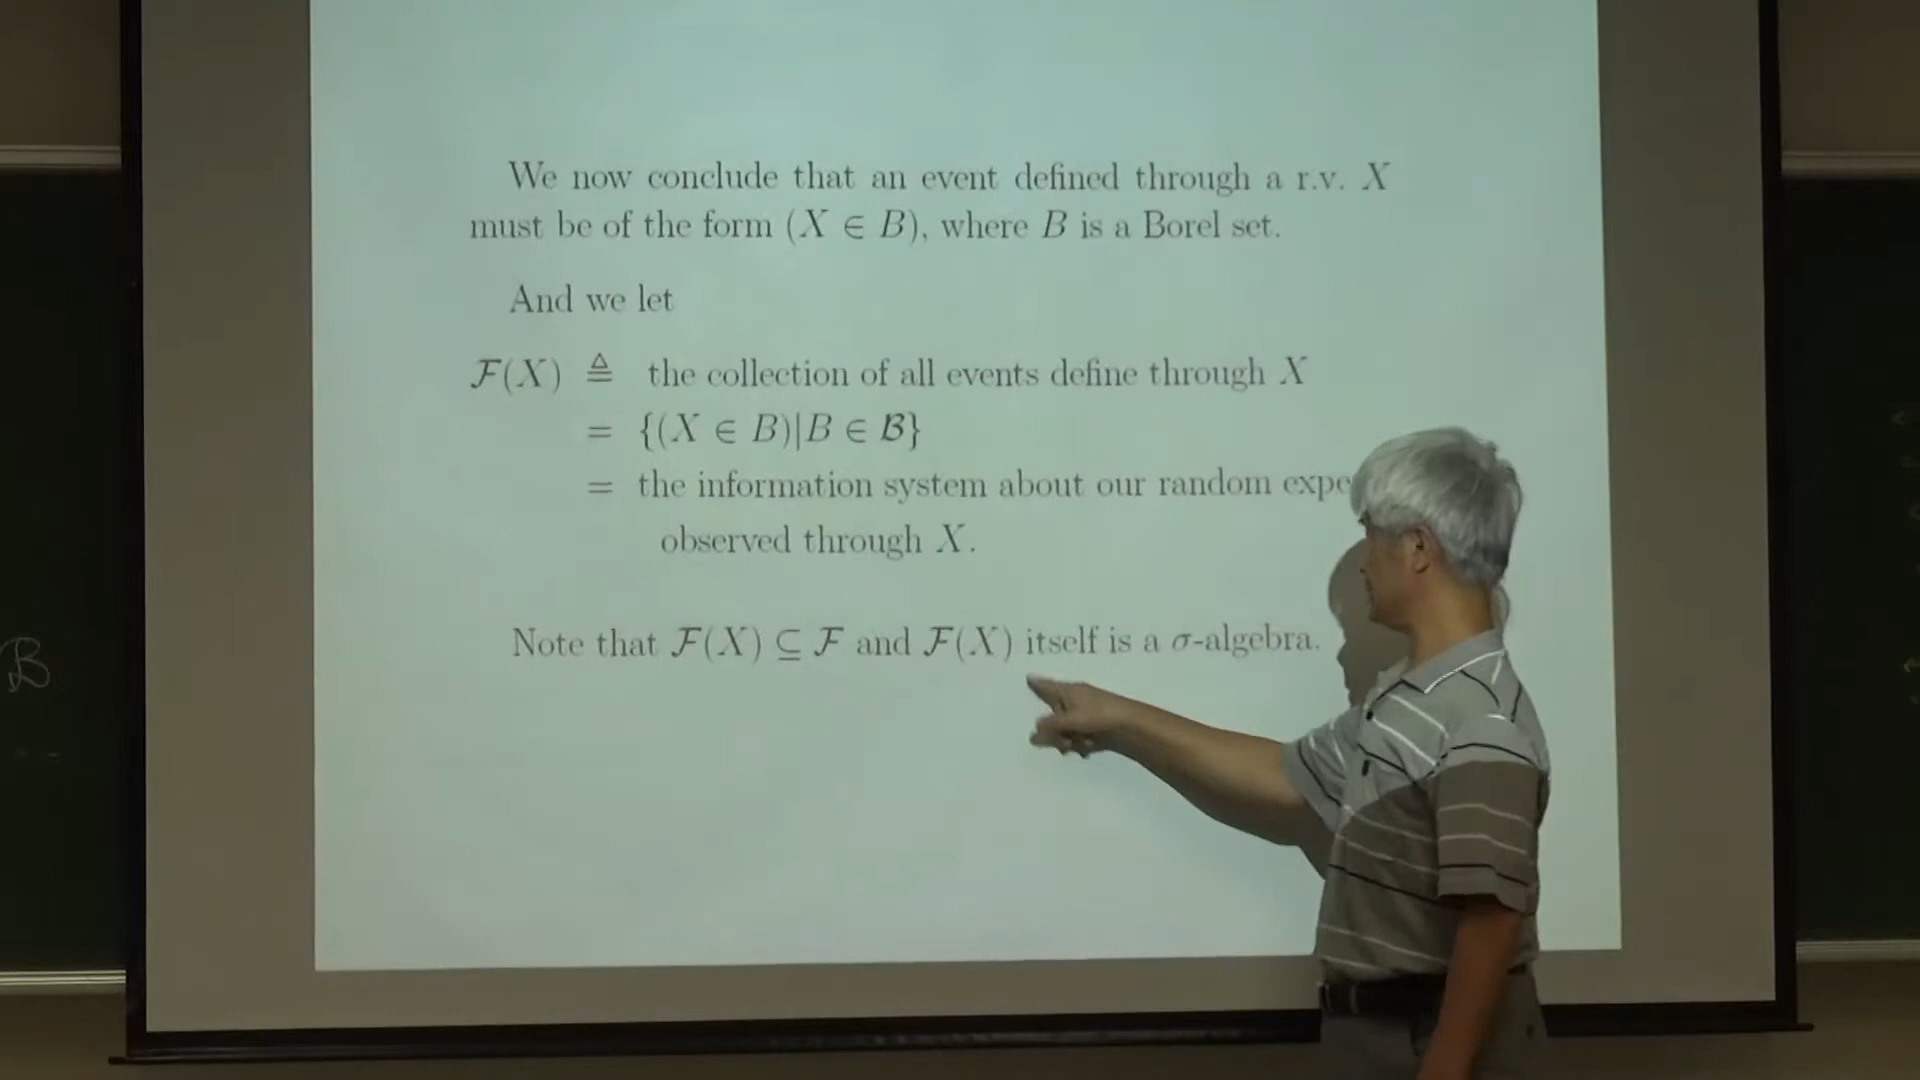 We now conclude that an event defined through a r.v. X
must be of the form (X ∈ B), where B is a Borel set.
And we let
ℱ(X) ≜ the collection of all events define through X
= {(X ∈ B)|B ∈ ℬ}
= the information system about our random expe
observed through X.
Note that ℱ(X) ⊆ ℱ and ℱ(X) itself is a σ-algebra.
ℬ